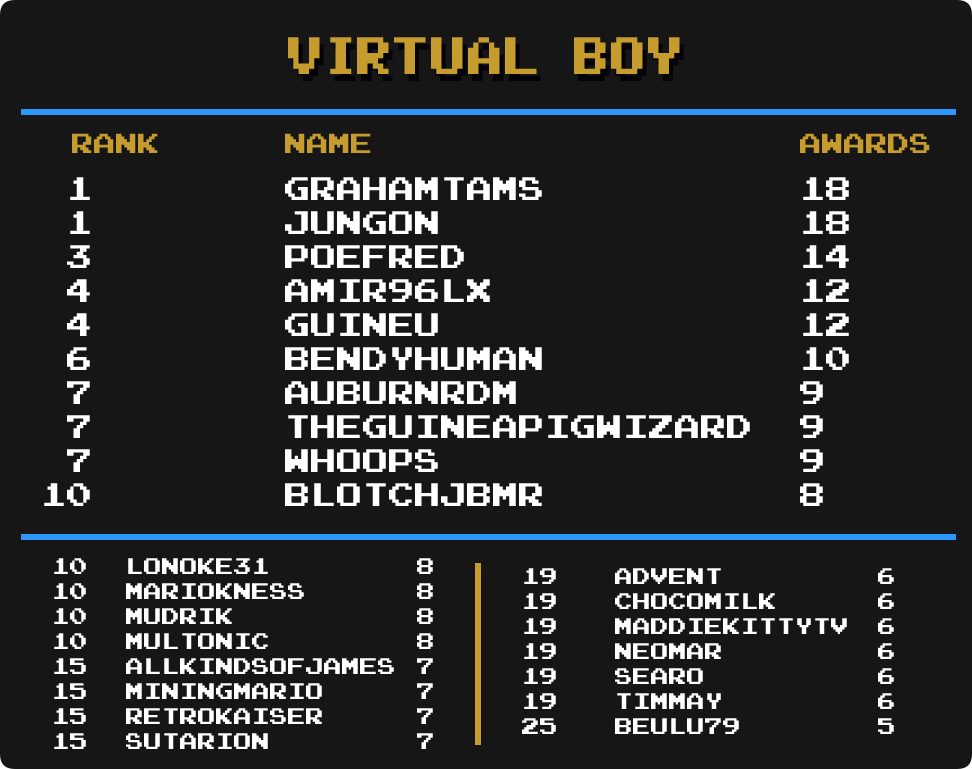 VIRTUAL BOY
RANK NAME AWARDS
1 GRAHAMTAMS 18
1 JUNGON 18
3 POEFRED 14
4 AMIR96LX 12
4 GUINEU 12
6 BENDYHUMAN 10
7 AUBURNRDM 9
7 THEGUINEAPIGWIZARD 9
7 WHOOPS 9
10 BLOTCHJBMR 8
10 LONOKE31 8
10 MARIOKNESS 8
10 MUDRIK 8
10 MULTONIC 8
15 ALLKINDSOFJAMES 7
15 MININGMARIO 7
15 RETROKAISER 7
15 SUTARION 7
19 ADVENT 6
19 CHOCOMILK 6
19 MADDIEKITTYTV 6
19 NEOMAR 6
19 SEARO 6
19 TIMMAY 6
25 BEULU79 5